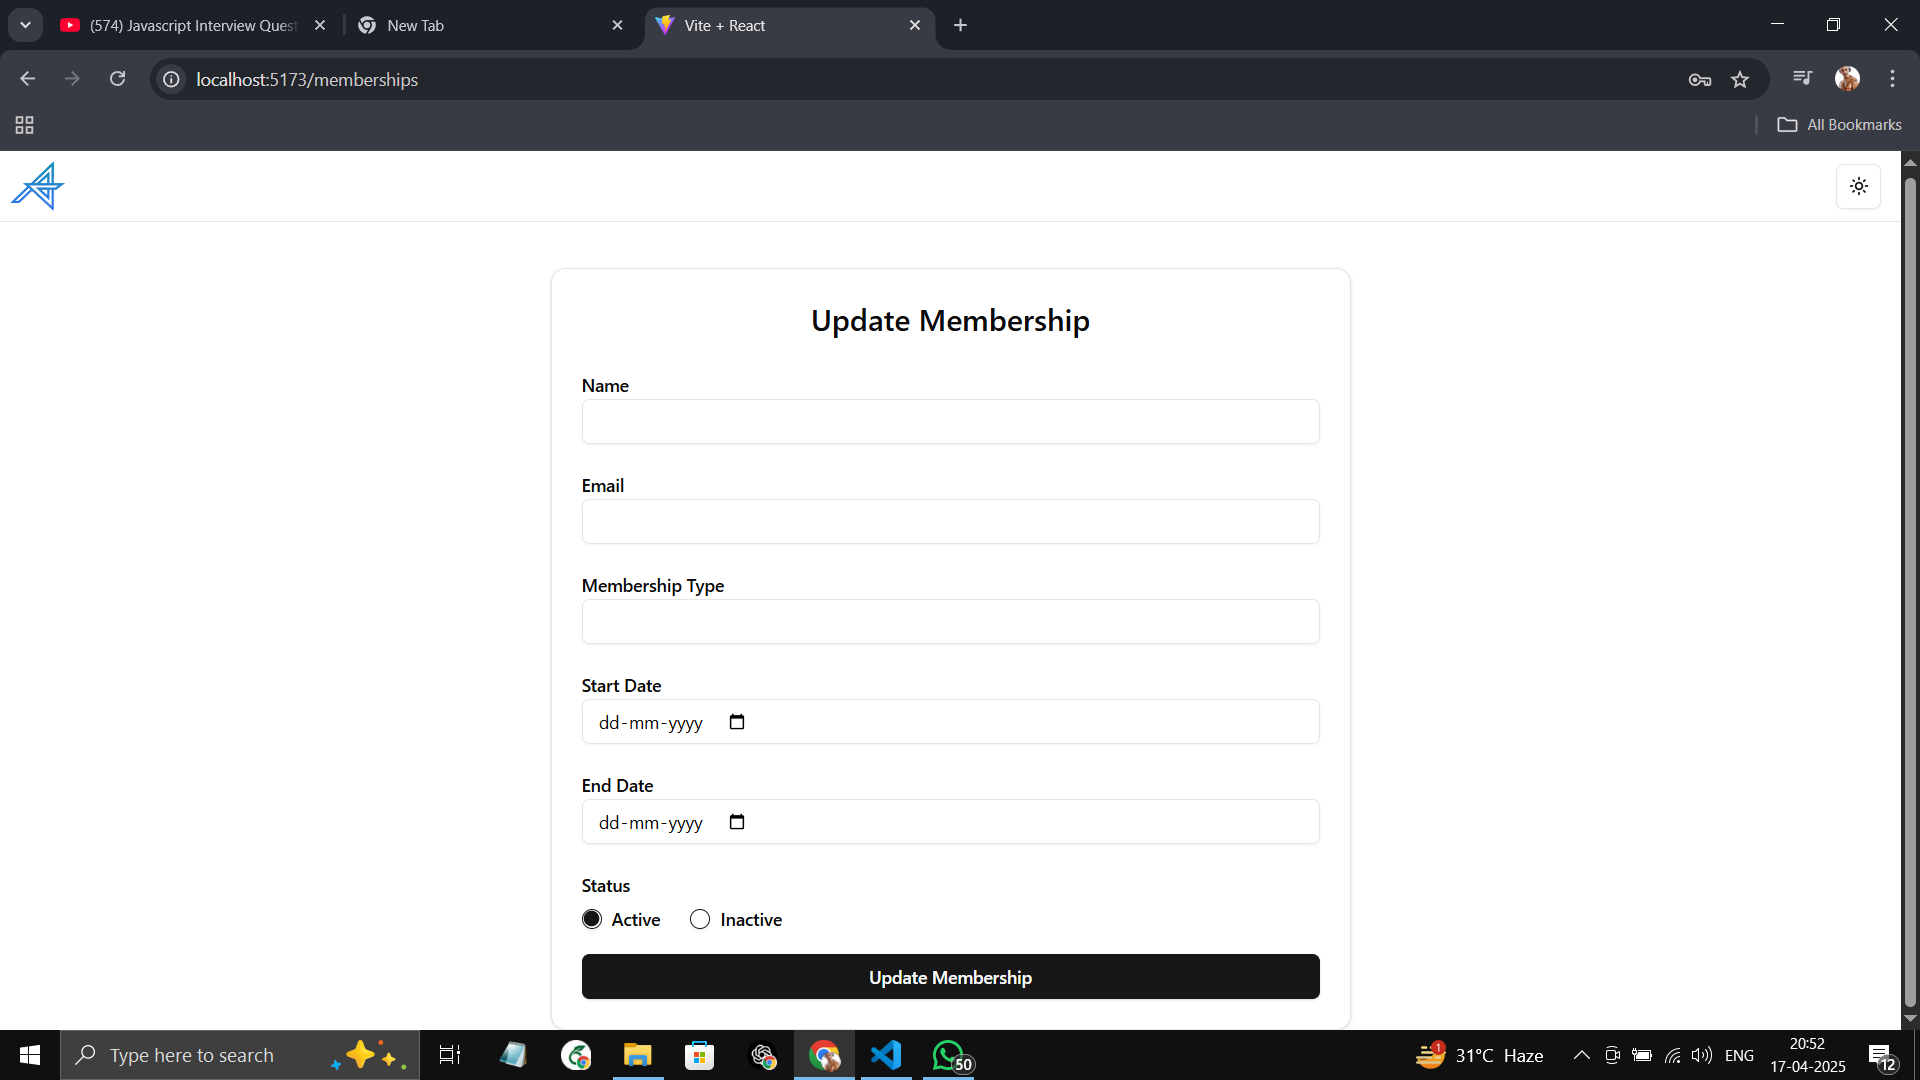 (574) Javascript Interview Quest
New Tab
Vite + React
localhost:5173/memberships
All Bookmarks
Update Membership
Name
Email
Membership Type
Start Date
dd-mm-yyyy
End Date
dd-mm-yyyy
Status
Active Inactive
Update Membership
Type here to search
50
1
31°C Haze
ENG
20:52
17-04-2025
12